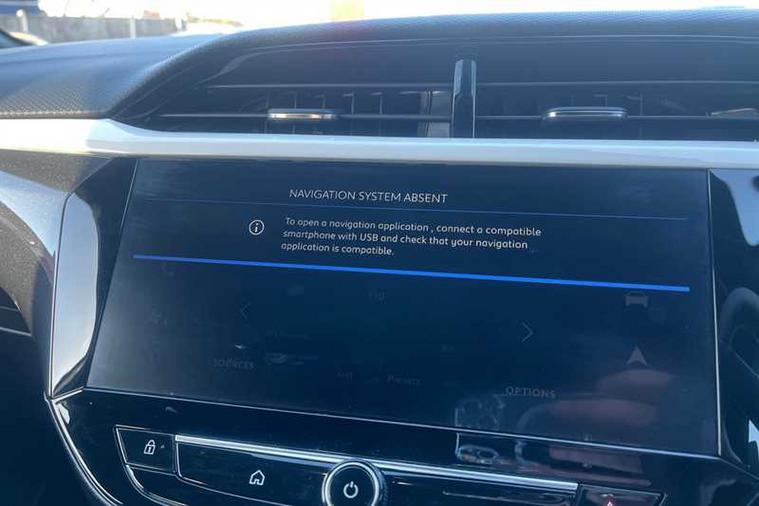 NAVIGATION SYSTEM ABSENT
To open a navigation application , connect a compatible
smartphone with USB and check that your navigation
application is compatible.
SOURCES
List
Presets
OPTIONS